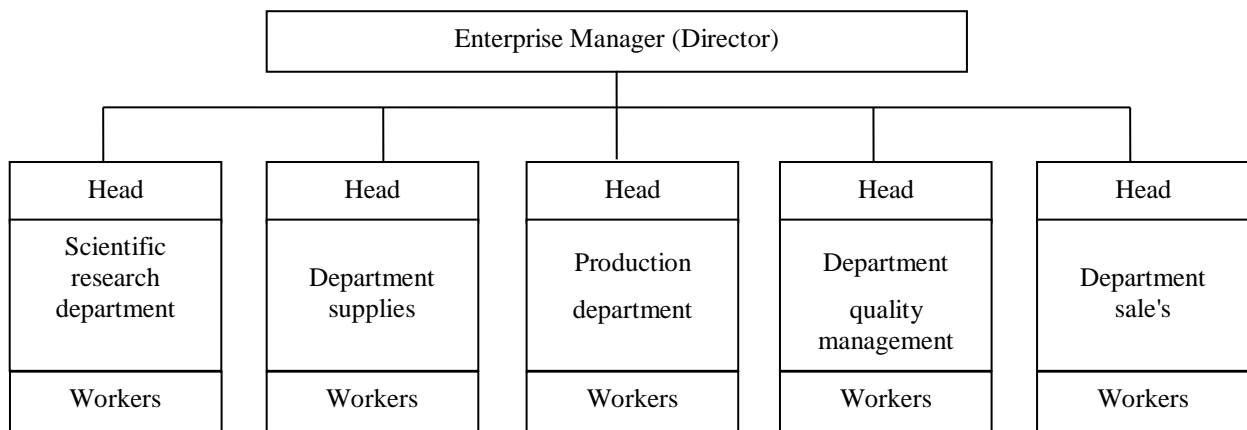 Enterprise Manager (Director)
Head
Head
Head
Head
Head
Scientific
research
department
Department
supplies
Production
department
Department
quality
management
Department
sale's
Workers
Workers
Workers
Workers
Workers